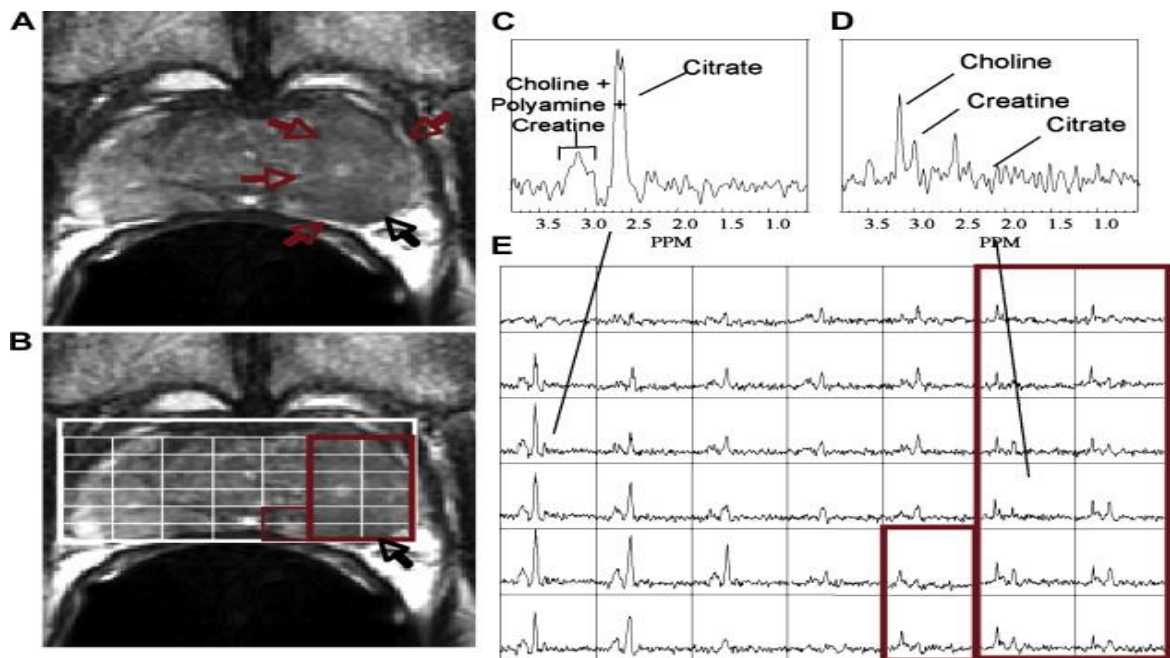 A
B
C
Choline +
Polyamine +
Creatine
Citrate
3.5 3.0 2.5 2.0 1.5 1.0
PPM
D
Choline
Creatine
Citrate
3.5 3.0 2.5 2.0 1.5 1.0
PPM
E